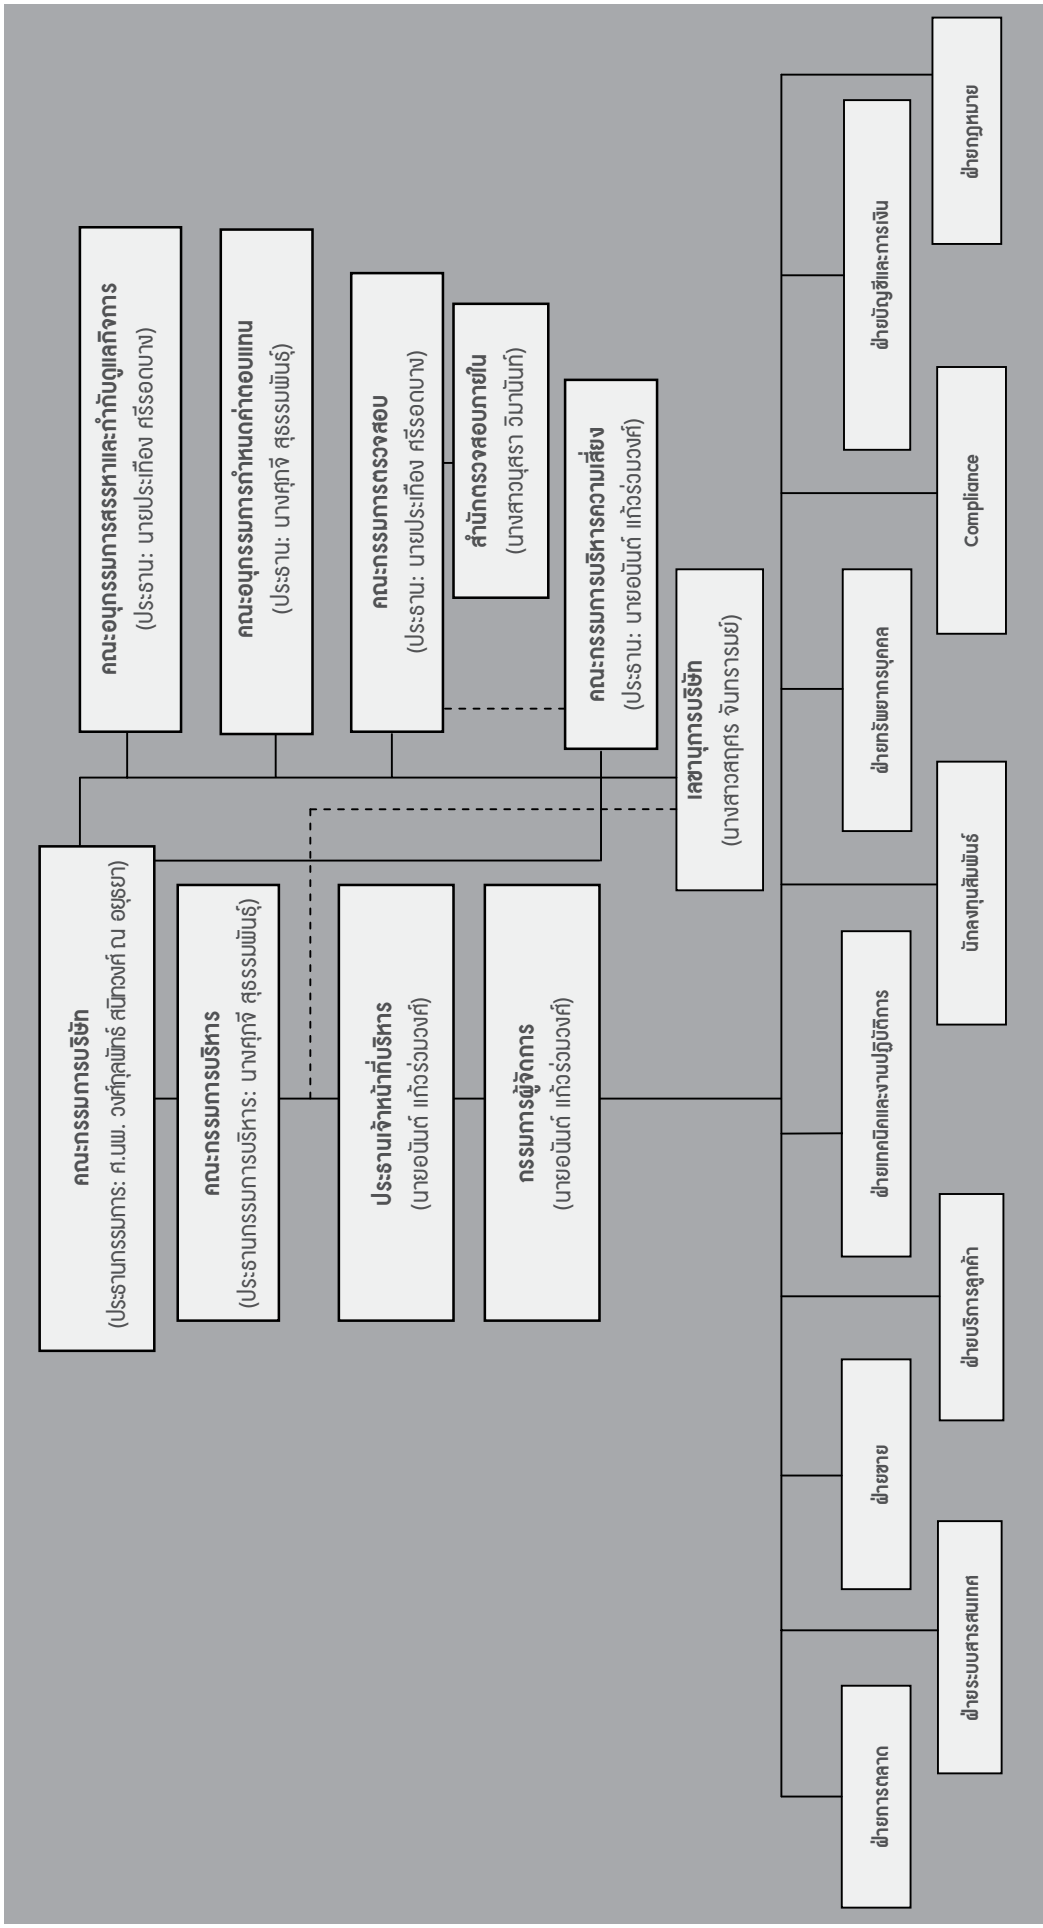 คณะกรรมการบริษัท
(ประธานกรรมการ: ศ.นพ. วงศ์กุลพัทธ์ สนิทวงศ์ ณ อยุธยา)
คณะกรรมการบริหาร
(ประธานกรรมการบริหาร: นางศุภจี สุธรรมพันธุ์)
ประธานเจ้าหน้าที่บริหาร
(นายอนันต์ แก้วร่วมวงศ์)
กรรมการผู้จัดการ
(นายอนันต์ แก้วร่วมวงศ์)
คณะอนุกรรมการสรรหาและกำกับดูแลกิจการ
(ประธาน: นายประเทือง ศรีรอดบาง)
คณะอนุกรรมการกำหนดค่าตอบแทน
(ประธาน: นางศุภจี สุธรรมพันธุ์)
คณะกรรมการตรวจสอบ
(ประธาน: นายประเทือง ศรีรอดบาง)
สำนักตรวจสอบภายใน
(นางสาวนุสรา วิมานันท์)
คณะกรรมการบริหารความเสี่ยง
(ประธาน: นายอนันต์ แก้วร่วมวงศ์)
เลขานุการบริษัท
(นางสาวสฤศร จันทรารมย์)
ฝ่ายการตลาด
ฝ่ายขาย
ฝ่ายเทคนิคและงานปฏิบัติการ
ฝ่ายทรัพยากรบุคคล
ฝ่ายบัญชีและการเงิน
ฝ่ายระบบสารสนเทศ
ฝ่ายบริการลูกค้า
นักลงทุนสัมพันธ์
Compliance
ฝ่ายกฎหมาย